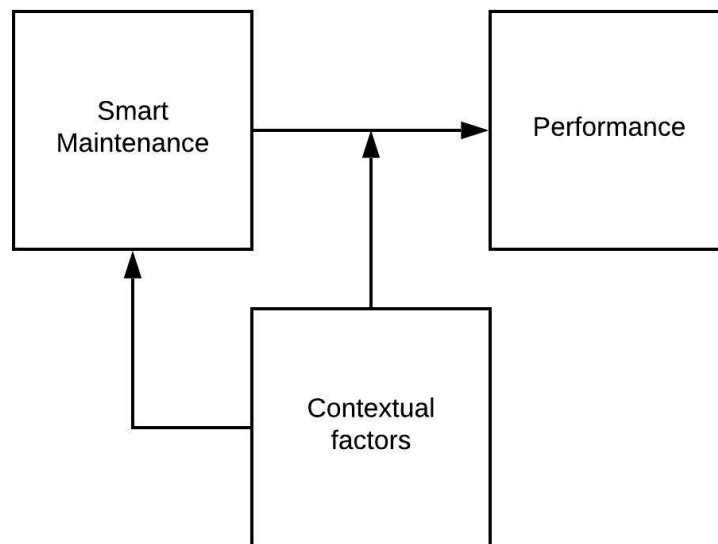 Smart
Maintenance
Performance
Contextual
factors